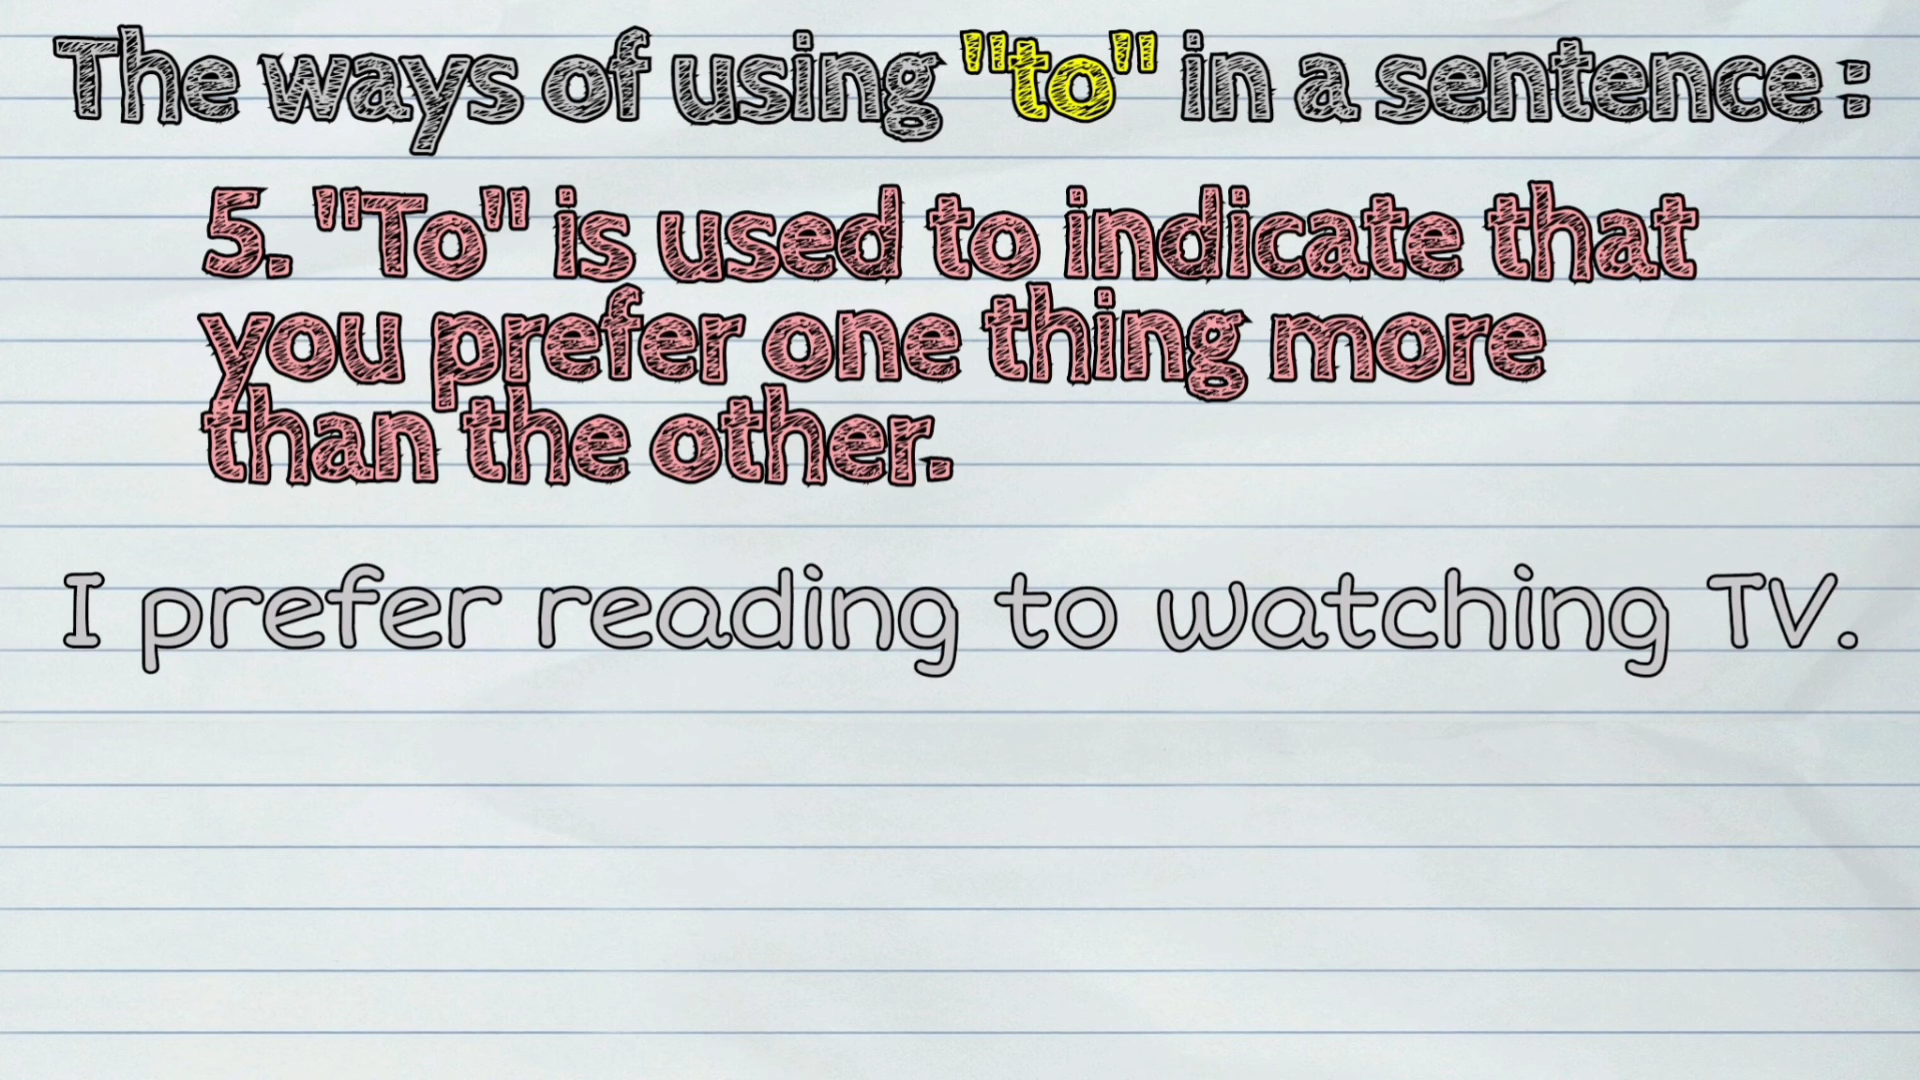 The ways of using "to" in a sentence :
5. "To" is used to indicate that
you prefer one thing more
than the other.
I prefer reading to watching TV.